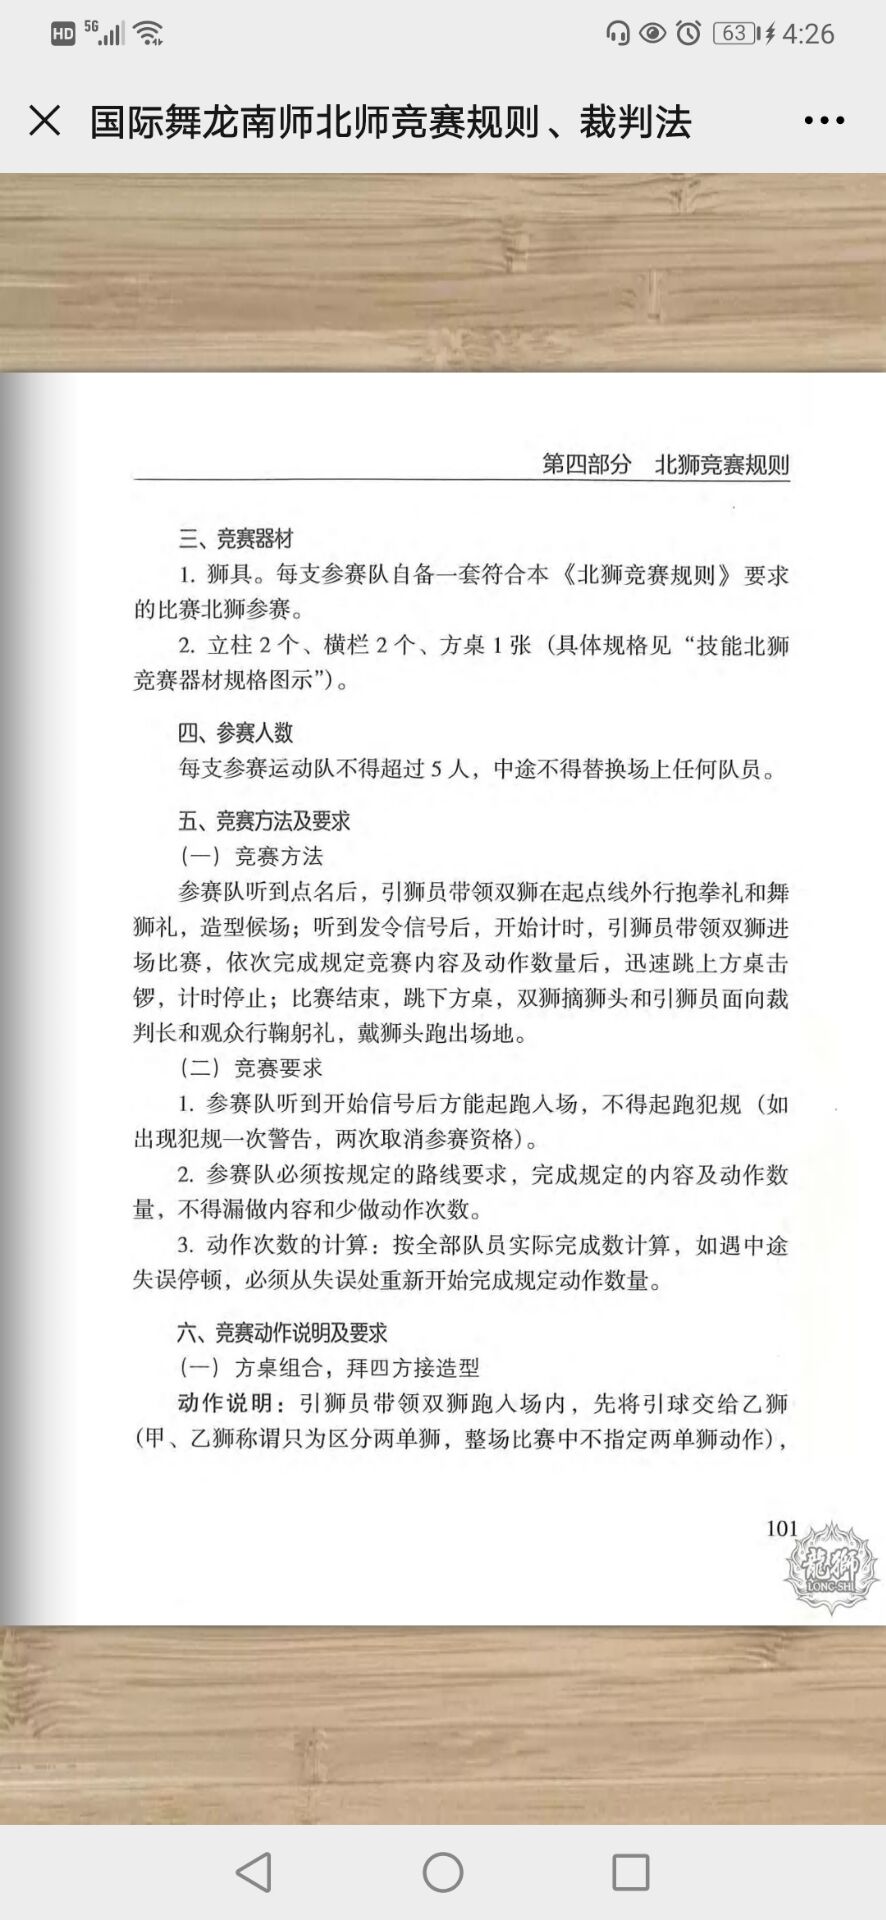 HD 5G 63 4:26
国际舞龙南师北师竞赛规则、裁判法
第四部分 北狮竞赛规则
三、竞赛器材
1. 狮具。每支参赛队自备一套符合本《北狮竞赛规则》要求
的比赛北狮参赛。
2. 立柱2个、横栏2个、方桌1张（具体规格见“技能北狮
竞赛器材规格图示”）。
四、参赛人数
每支参赛运动队不得超过5人，中途不得替换场上任何队员。
五、竞赛方法及要求
（一）竞赛方法
参赛队听到点名后，引狮员带领双狮在起点线外行抱拳礼和舞
狮礼，造型候场；听到发令信号后，开始计时，引狮员带领双狮进
场比赛，依次完成规定竞赛内容及动作数量后，迅速跳上方桌击
锣，计时停止；比赛结束，跳下方桌，双狮摘狮头和引狮员面向裁
判长和观众行鞠躬礼，戴狮头跑出场地。
（二）竞赛要求
1. 参赛队听到开始信号后方能起跑入场，不得起跑犯规（如
出现犯规一次警告，两次取消参赛资格）。
2. 参赛队必须按规定的路线要求，完成规定的内容及动作数
量，不得漏做内容和少做动作次数。
3. 动作次数的计算：按全部队员实际完成数计算，如遇中途
失误停顿，必须从失误处重新开始完成规定动作数量。
六、竞赛动作说明及要求
（一）方桌组合，拜四方接造型
动作说明：引狮员带领双狮跑入场内，先将引球交给乙狮
（甲、乙狮称谓只为区分两单狮，整场比赛中不指定两单狮动作），
101
龍獅
LONG-SHI